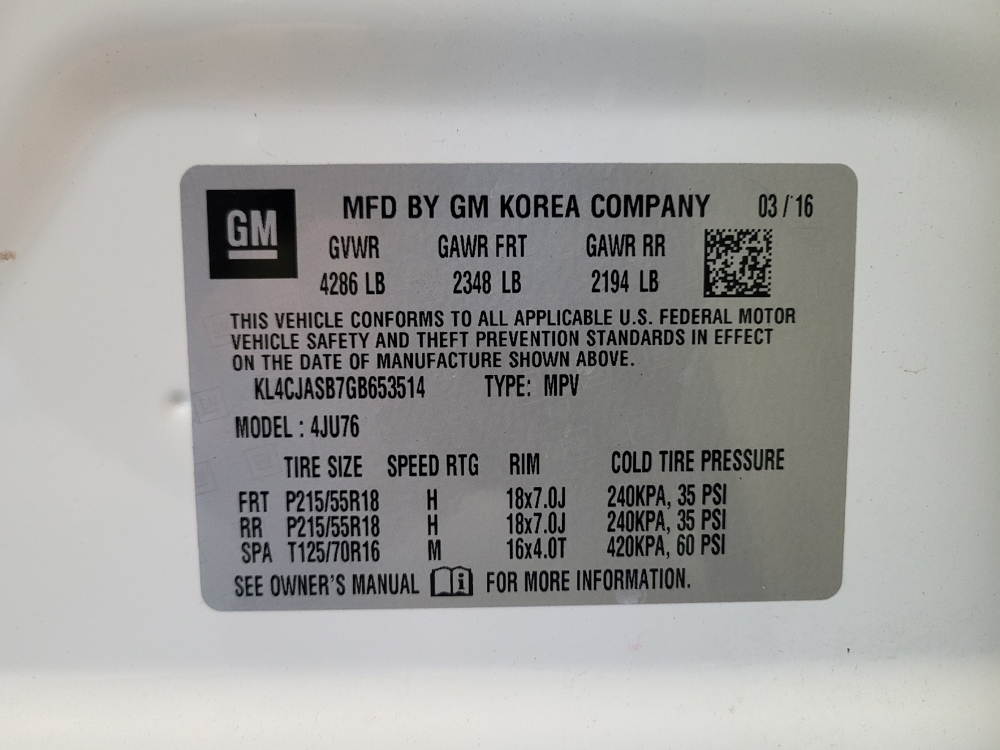 GM
MFD BY GM KOREA COMPANY 03/16
GVWR GAWR FRT GAWR RR
4286 LB 2348 LB 2194 LB
THIS VEHICLE CONFORMS TO ALL APPLICABLE U.S. FEDERAL MOTOR
VEHICLE SAFETY AND THEFT PREVENTION STANDARDS IN EFFECT
ON THE DATE OF MANUFACTURE SHOWN ABOVE.
KL4CJASB7GB653514 TYPE: MPV
MODEL : 4JU76
TIRE SIZE SPEED RTG RIM COLD TIRE PRESSURE
FRT P215/55R18 H 18x7.0J 240KPA, 35 PSI
RR P215/55R18 H 18x7.0J 240KPA, 35 PSI
SPA T125/70R16 M 16x4.0T 420KPA, 60 PSI
SEE OWNER'S MANUAL i FOR MORE INFORMATION.